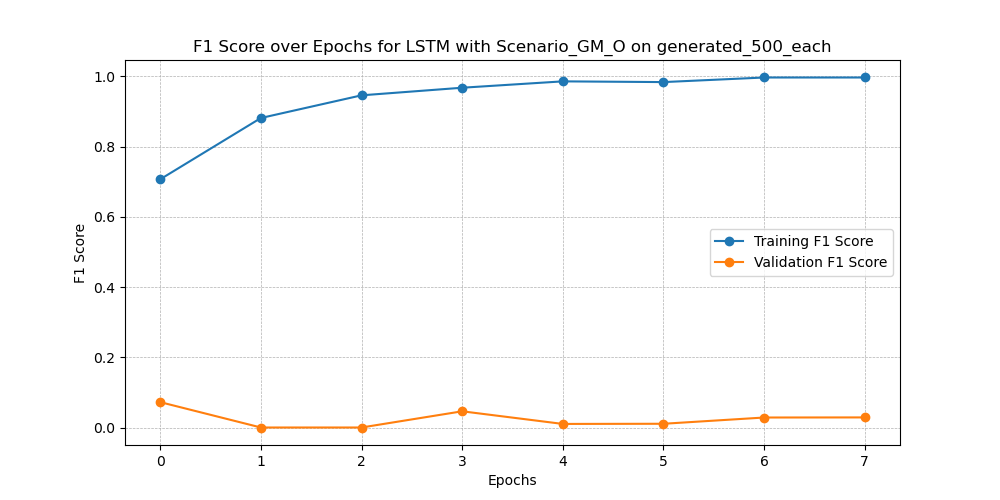 F1 Score over Epochs for LSTM with Scenario_GM_O on generated_500_each
1.0
0.8
0.6
0.4
0.2
0.0
F1 Score
Training F1 Score
Validation F1 Score
0 1 2 3 4 5 6 7
Epochs